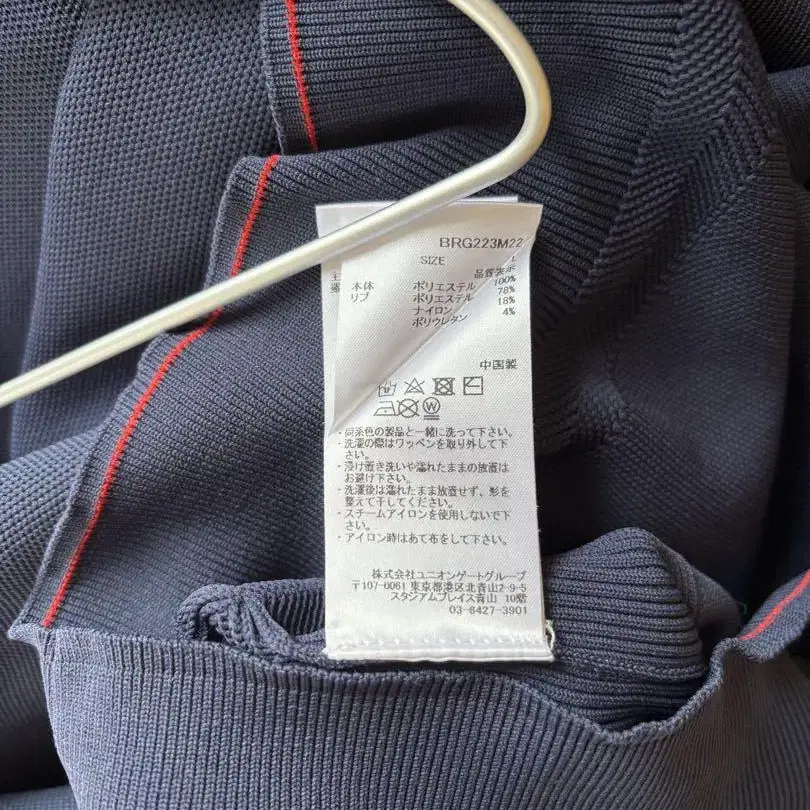 BRG223M22
SIZE L
品質表示
本体 ポリエステル 100%
リブ ポリエステル 78%
ナイロン 18%
ポリウレタン 4%
中国製
・同系色の製品と一緒に洗って下さい。
・洗濯の際はワッペンを取り外して下
さい。
・浸け置き洗いや濡れたままの放置は
お避け下さい。
・洗濯後は濡れたまま放置せず、形を
整えて干してください。
・スチームアイロンを使用しないで下
さい。
・アイロン時はあて布をして下さい。
株式会社ユニオンゲートグループ
〒107-0061 東京都港区北青山2-9-5
スタジアムプレイス青山 10階
03-6427-3901